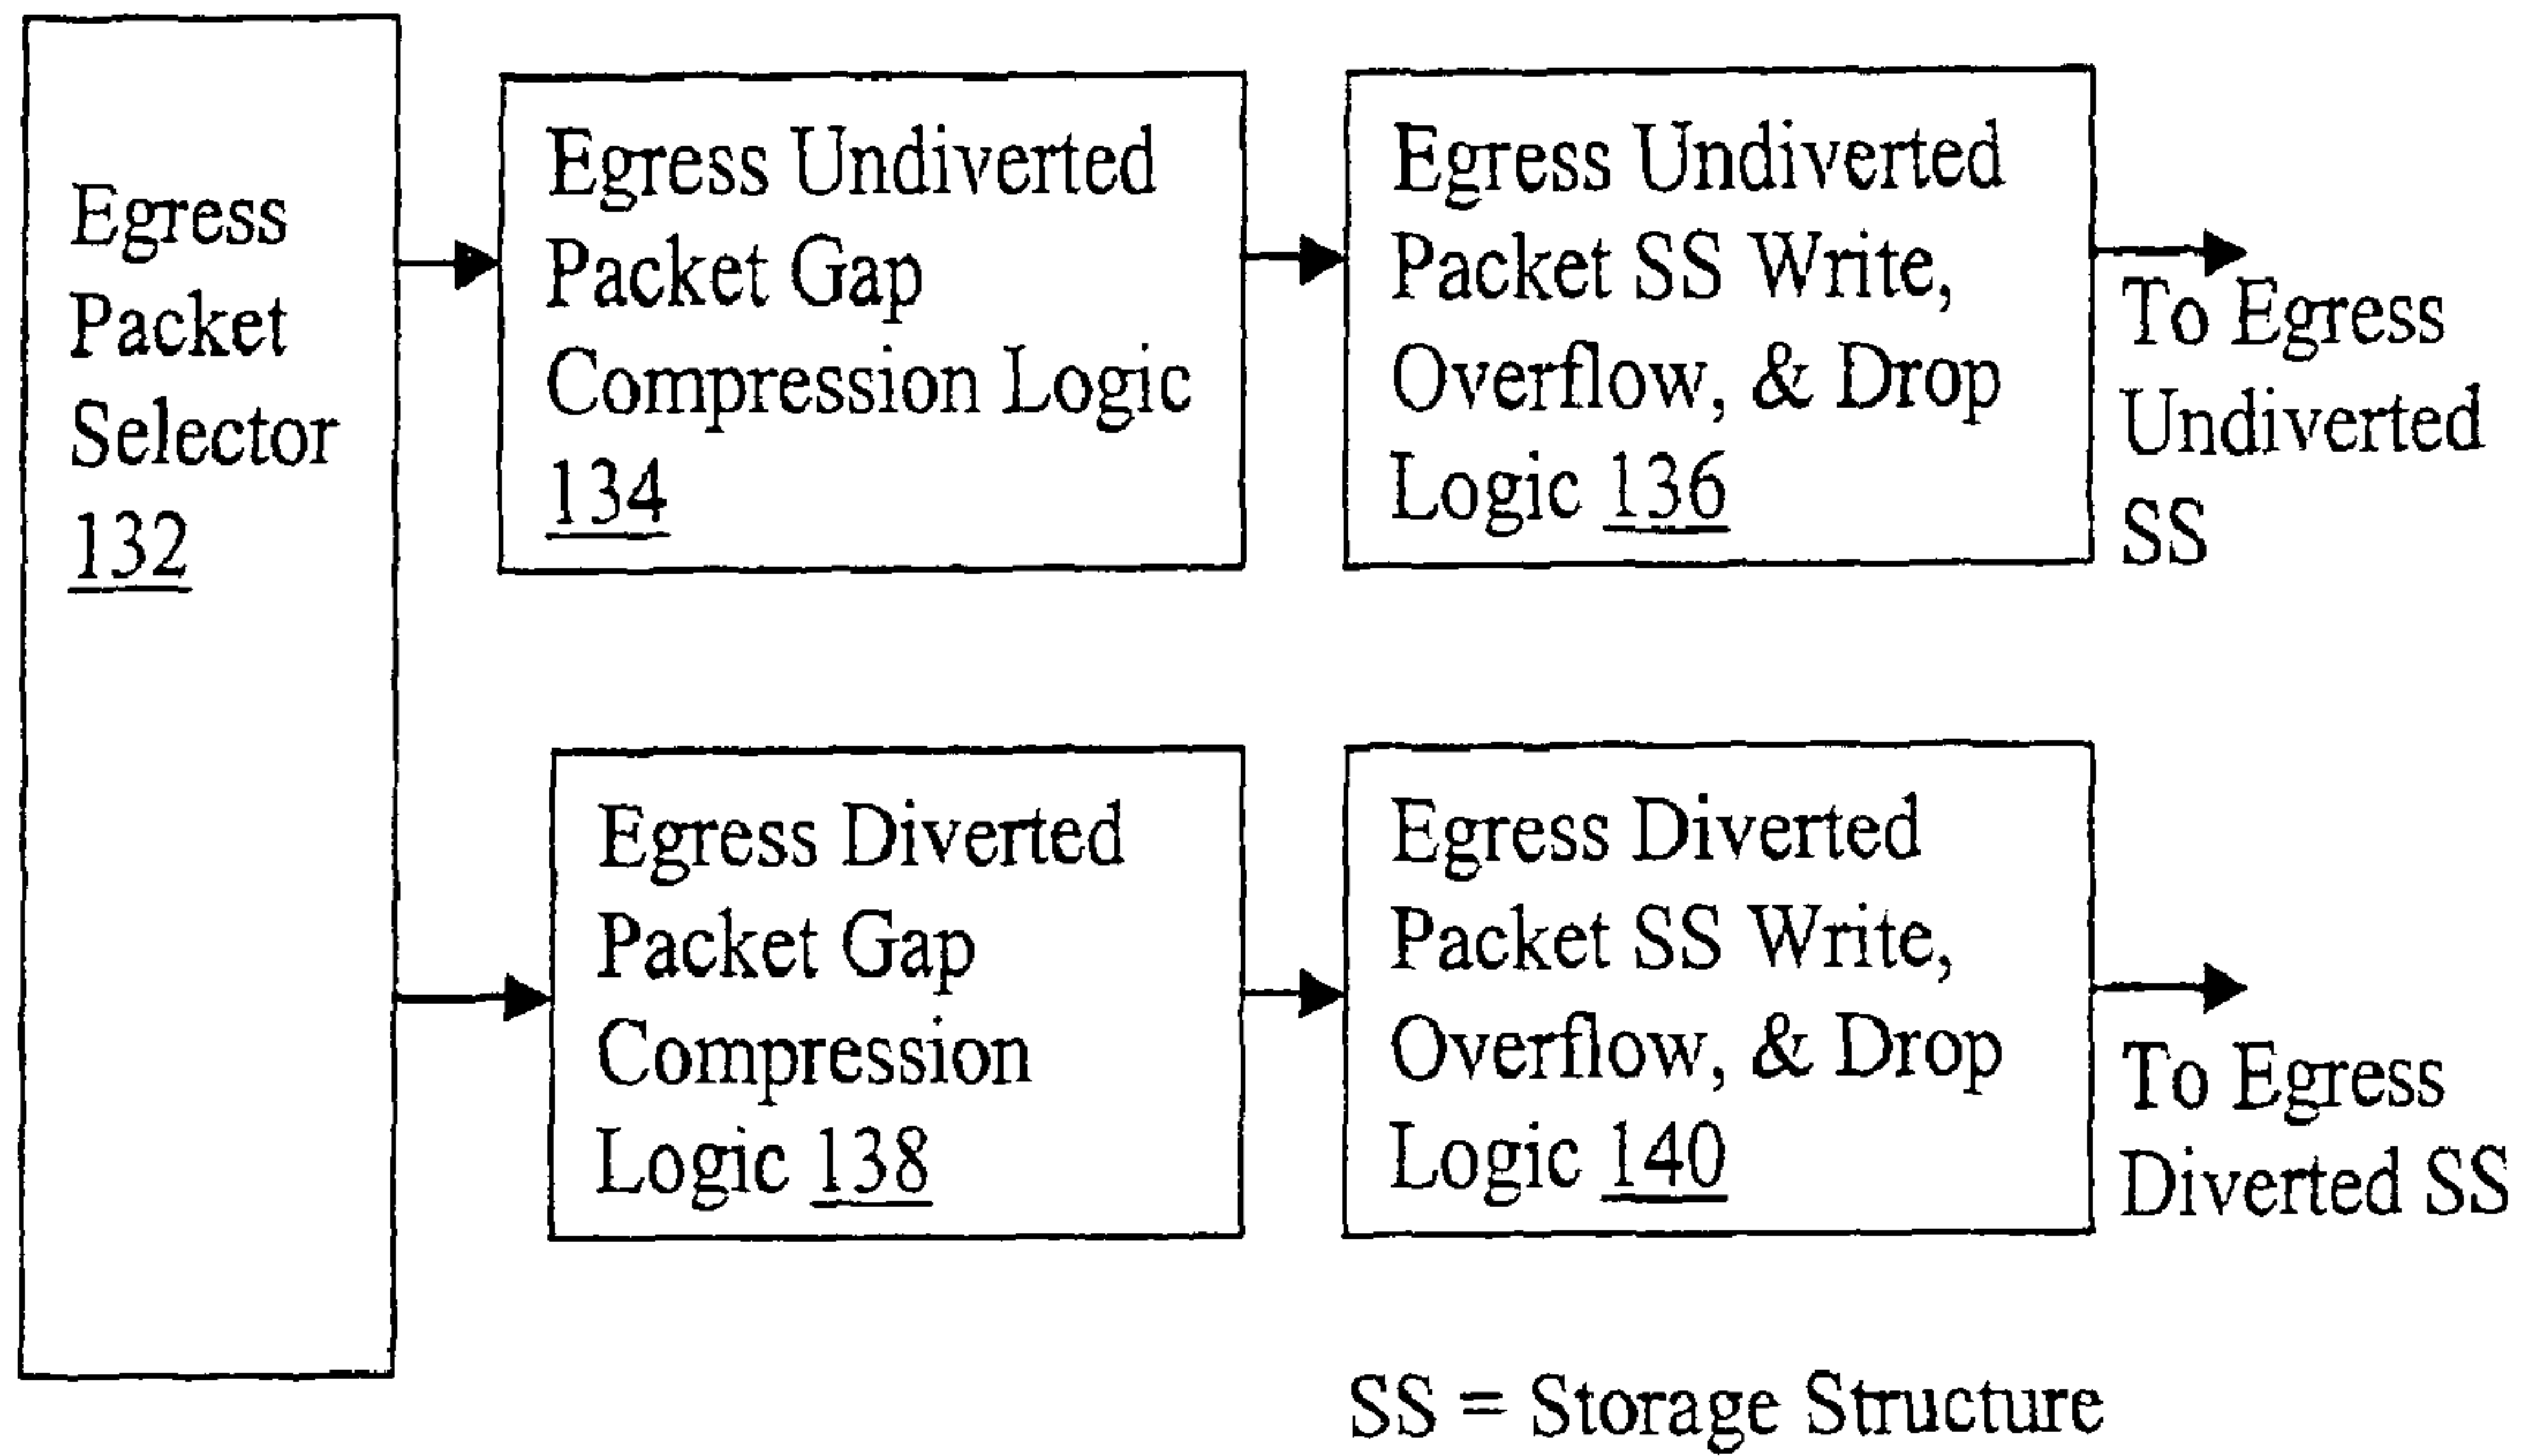 Egress
Packet
Selector
132
Egress Undiverted
Packet Gap
Compression Logic
134
Egress Undiverted
Packet SS Write,
Overflow, & Drop
Logic 136
To Egress
Undiverted
SS
Egress Diverted
Packet Gap
Compression
Logic 138
Egress Diverted
Packet SS Write,
Overflow, & Drop
Logic 140
To Egress
Diverted SS
SS = Storage Structure